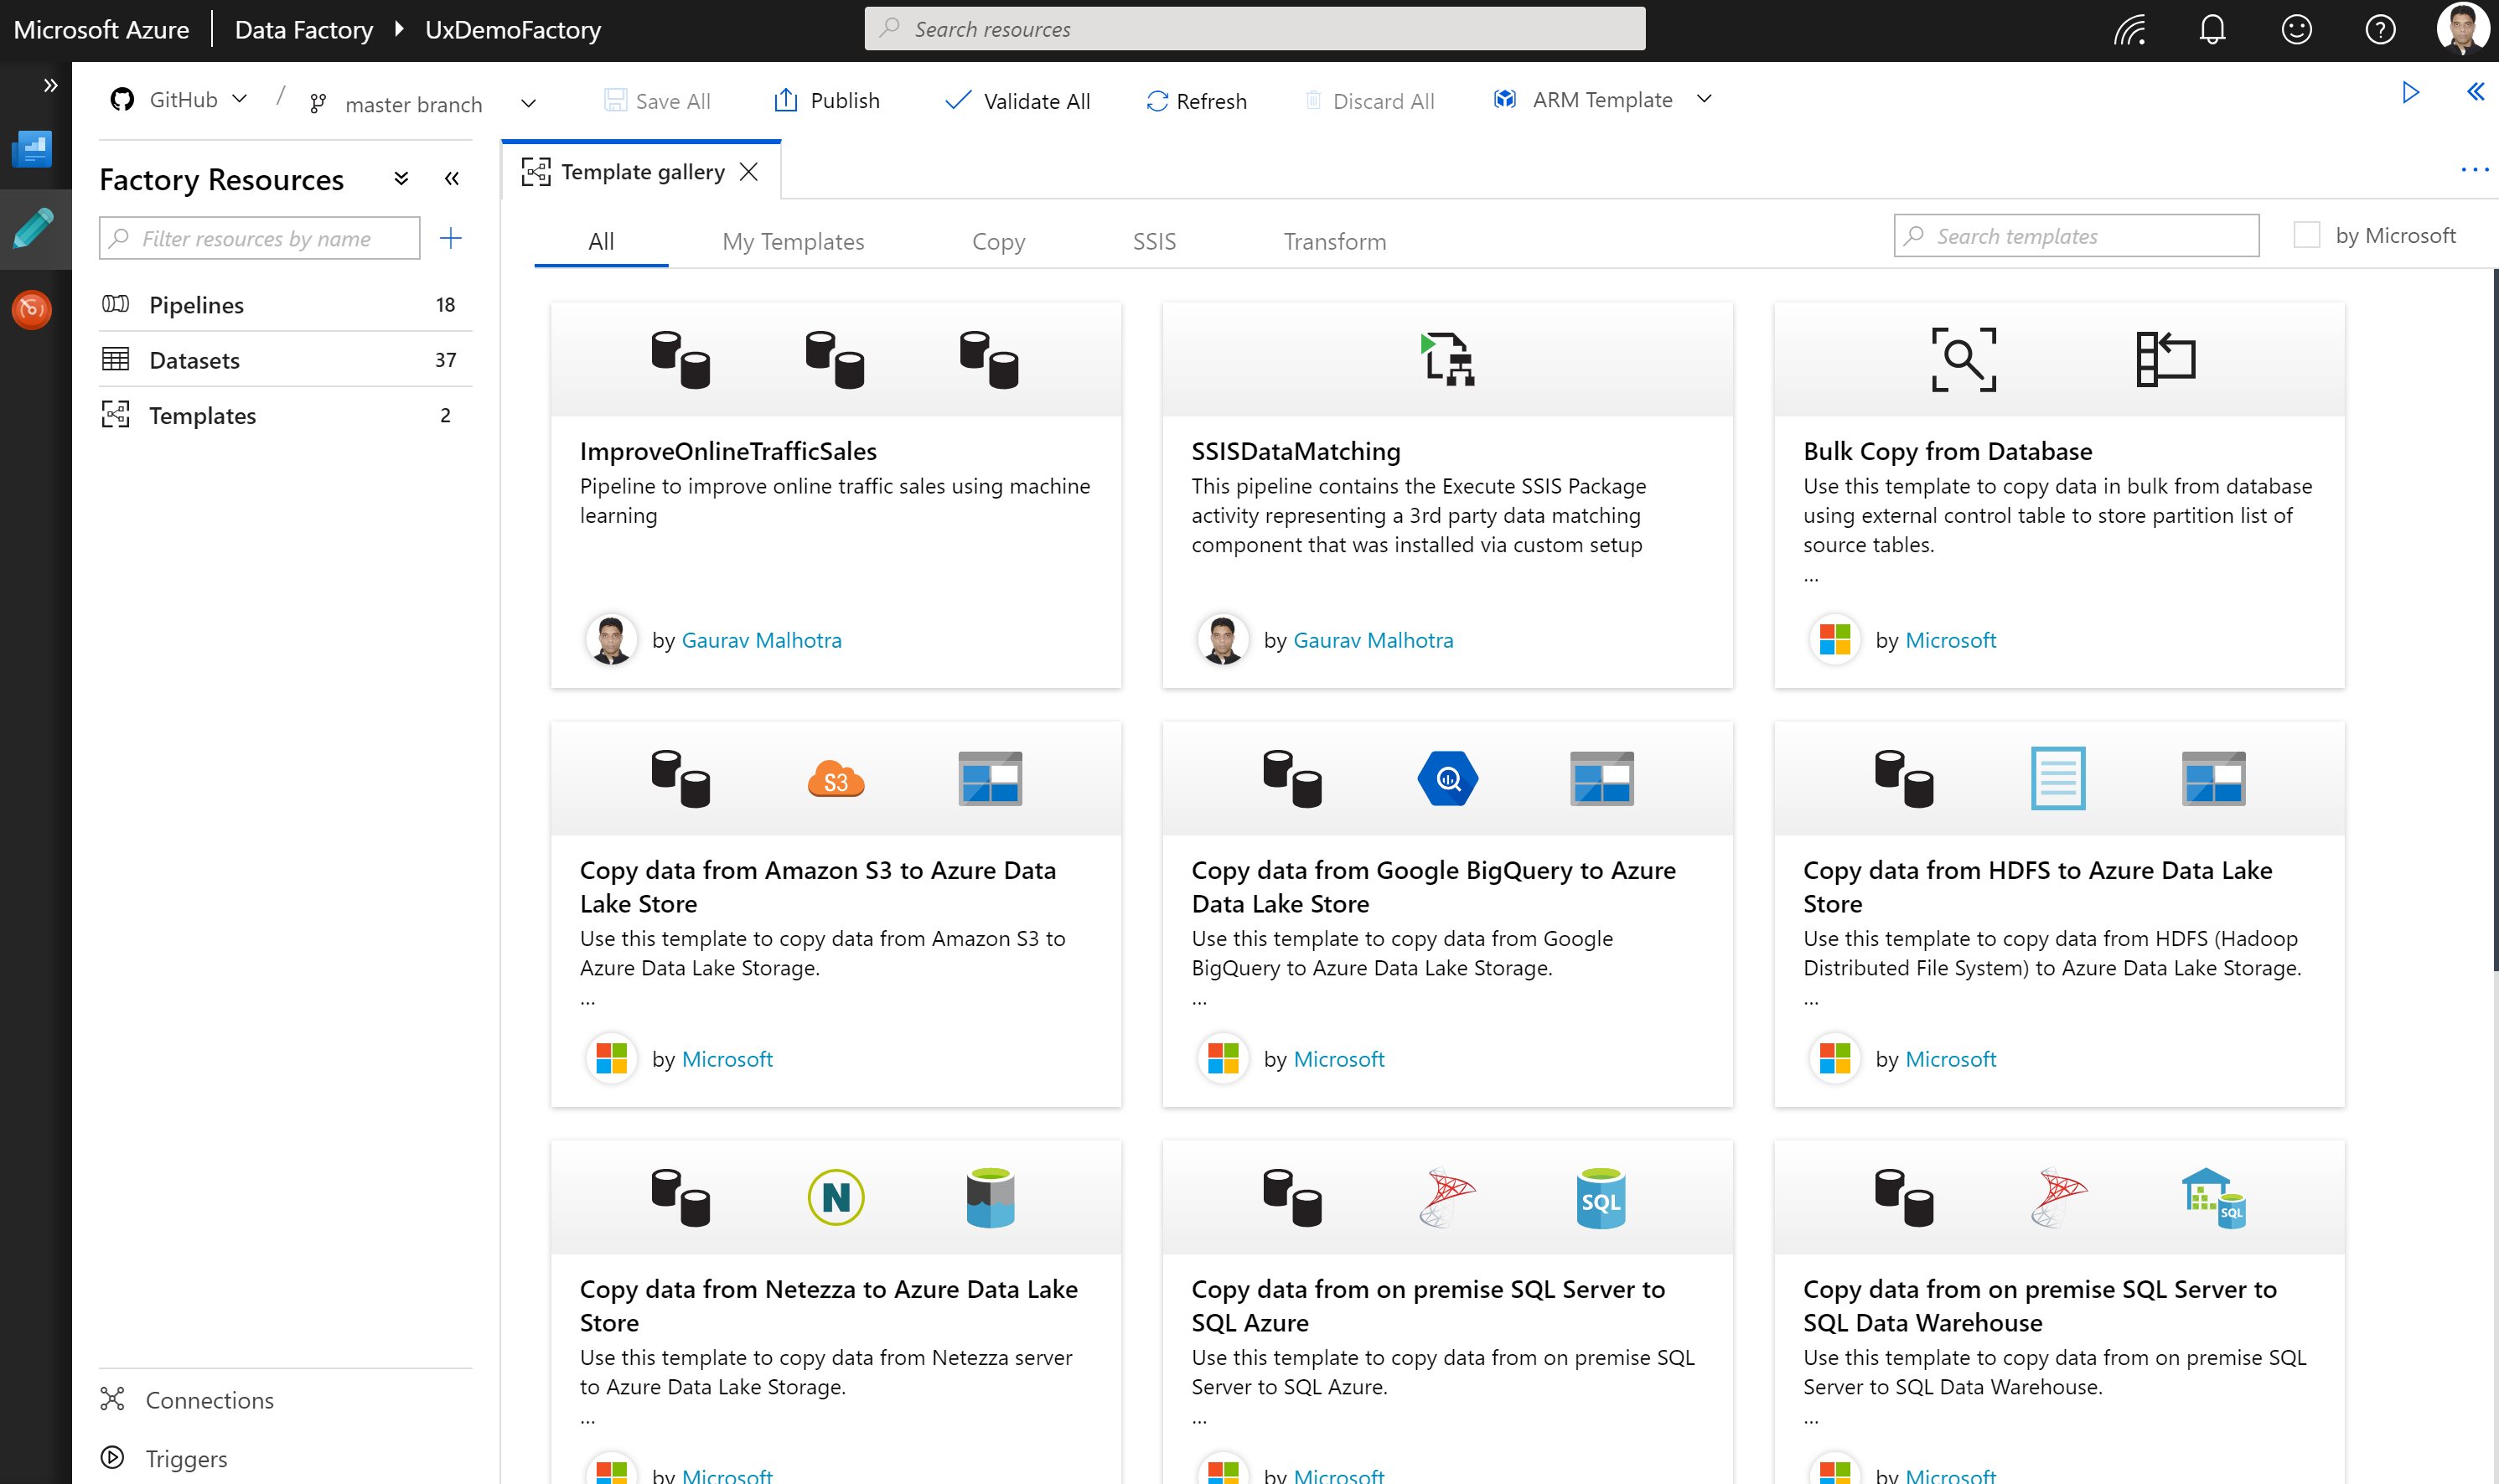 Microsoft Azure
Data Factory
UxDemoFactory
Search resources
GitHub
/
master branch
Save All
Publish
Validate All
Refresh
Discard All
ARM Template
Factory Resources
Filter resources by name
Pipelines 18
Datasets 37
Templates 2
Connections
Triggers
Template gallery
All
My Templates
Copy
SSIS
Transform
Search templates
by Microsoft
ImproveOnlineTrafficSales
Pipeline to improve online traffic sales using machine
learning
by Gaurav Malhotra
SSISDataMatching
This pipeline contains the Execute SSIS Package
activity representing a 3rd party data matching
component that was installed via custom setup
by Gaurav Malhotra
Bulk Copy from Database
Use this template to copy data in bulk from database
using external control table to store partition list of
source tables.
...
by Microsoft
S3
Copy data from Amazon S3 to Azure Data
Lake Store
Use this template to copy data from Amazon S3 to
Azure Data Lake Storage.
...
by Microsoft
Copy data from Google BigQuery to Azure
Data Lake Store
Use this template to copy data from Google
BigQuery to Azure Data Lake Storage.
...
by Microsoft
Copy data from HDFS to Azure Data Lake
Store
Use this template to copy data from HDFS (Hadoop
Distributed File System) to Azure Data Lake Storage.
...
by Microsoft
N
Copy data from Netezza to Azure Data Lake
Store
Use this template to copy data from Netezza server
to Azure Data Lake Storage.
...
by Microsoft
SQL
Copy data from on premise SQL Server to
SQL Azure
Use this template to copy data from on premise SQL
Server to SQL Azure.
...
by Microsoft
SQL
Copy data from on premise SQL Server to
SQL Data Warehouse
Use this template to copy data from on premise SQL
Server to SQL Data Warehouse.
...
by Microsoft